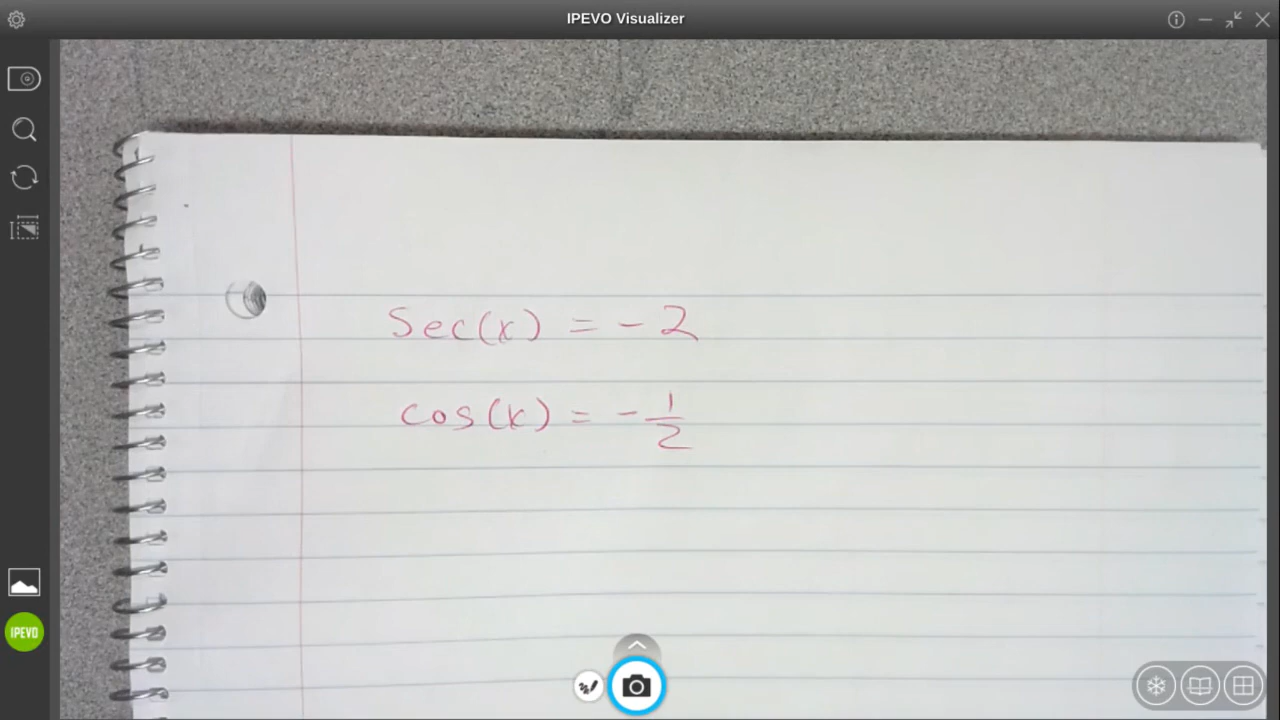 IPEVO Visualizer
Sec(x) = - 2
cos(x) = - 1/2
IPEVO